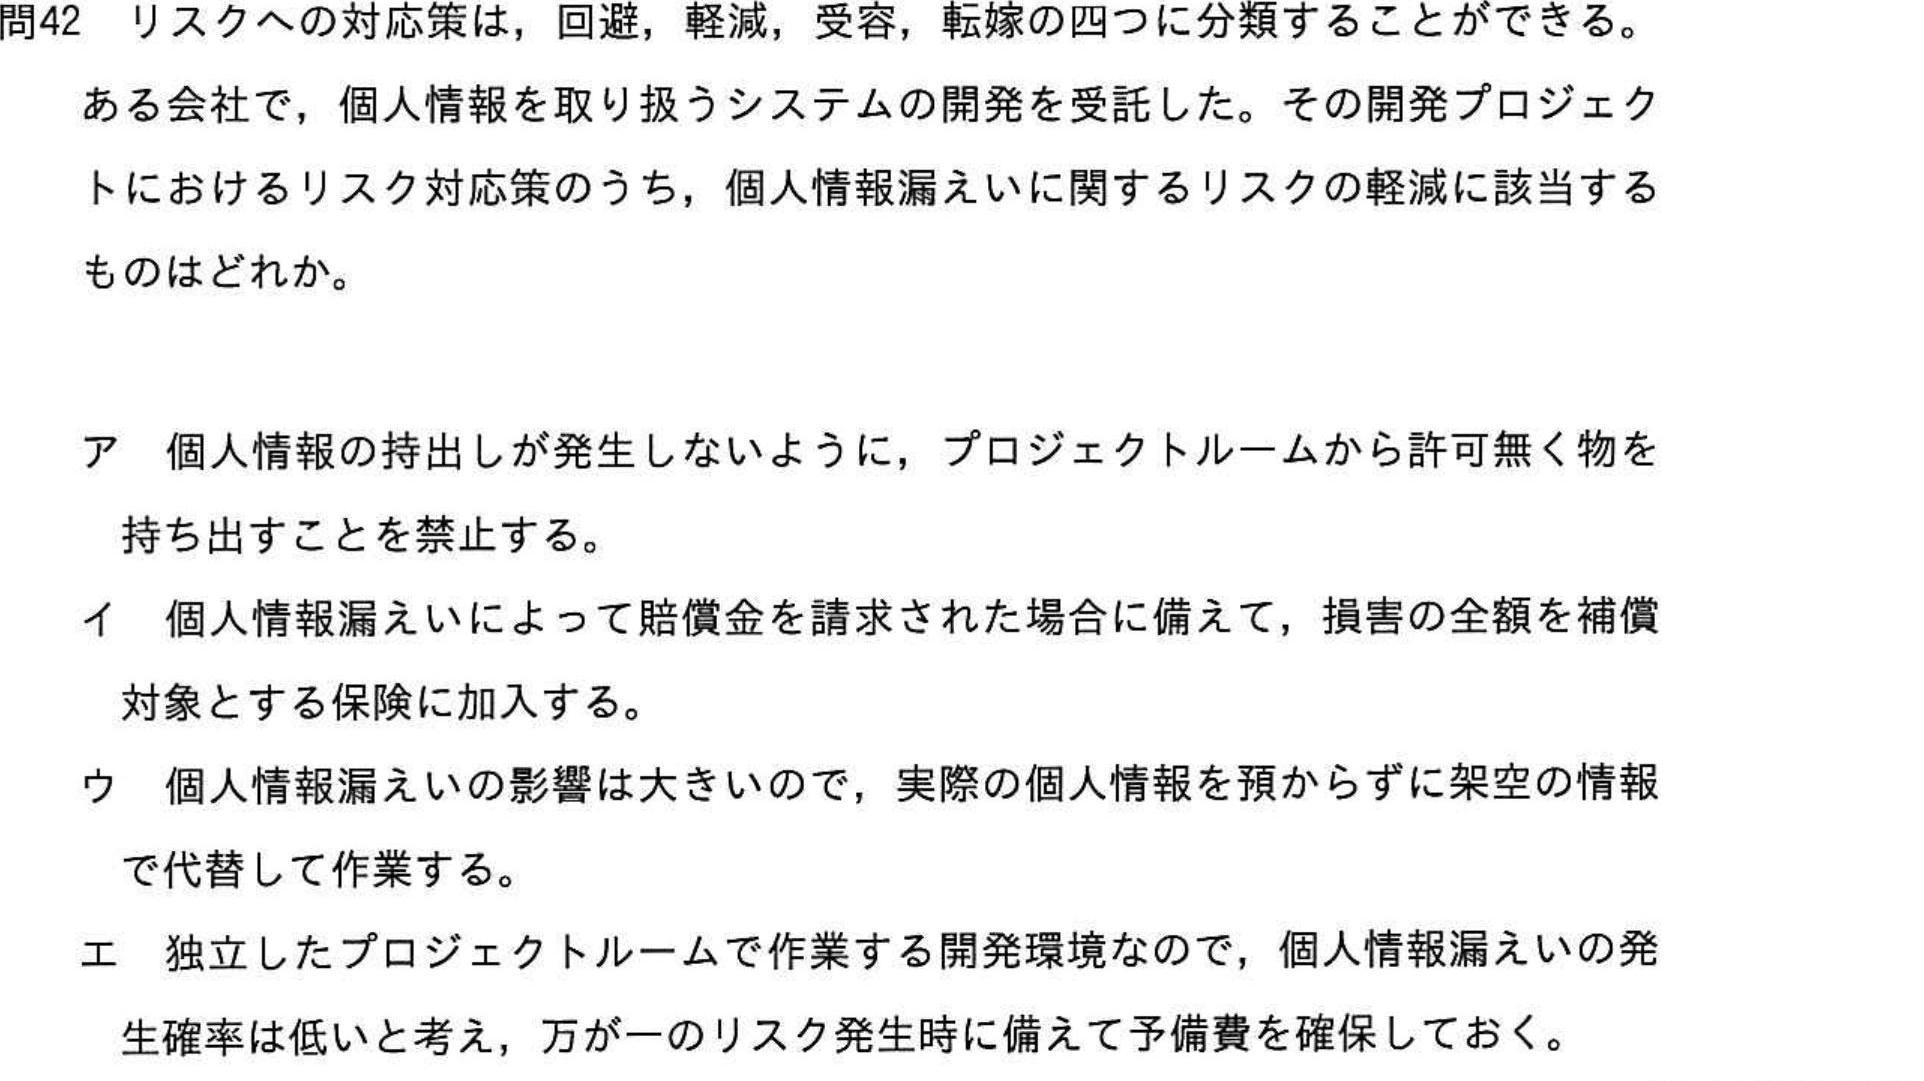 問42　リスクへの対応策は，回避，軽減，受容，転嫁の四つに分類することができる。
ある会社で，個人情報を取り扱うシステムの開発を受託した。その開発プロジェク
トにおけるリスク対応策のうち，個人情報漏えいに関するリスクの軽減に該当する
ものはどれか。
ア　個人情報の持出しが発生しないように，プロジェクトルームから許可無く物を
持ち出すことを禁止する。
イ　個人情報漏えいによって賠償金を請求された場合に備えて，損害の全額を補償
対象とする保険に加入する。
ウ　個人情報漏えいの影響は大きいので，実際の個人情報を預からずに架空の情報
で代替して作業する。
エ　独立したプロジェクトルームで作業する開発環境なので，個人情報漏えいの発
生確率は低いと考え，万が一のリスク発生時に備えて予備費を確保しておく。